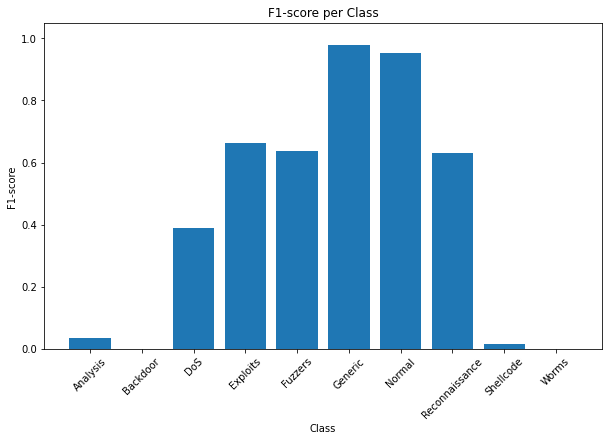 F1-score per Class
F1-score
1.0
0.8
0.6
0.4
0.2
0.0
Analysis
Backdoor
DoS
Exploits
Fuzzers
Generic
Normal
Reconnaissance
Shellcode
Worms
Class